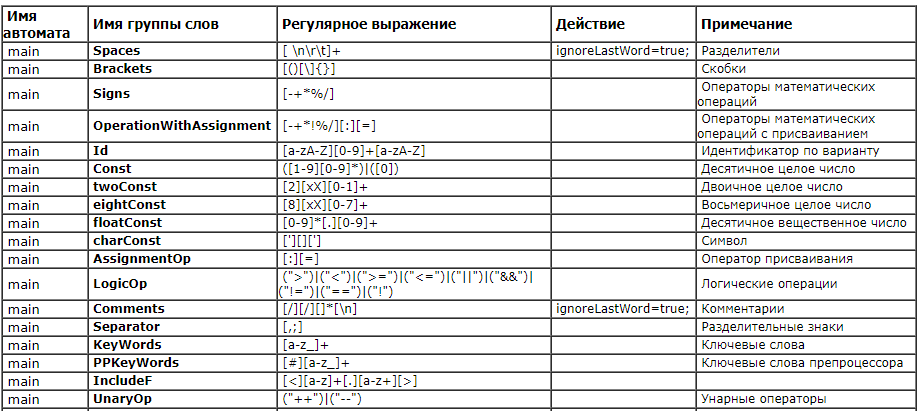 Имя автомата Имя группы слов Регулярное выражение Действие Примечание
main Spaces [ \n\r\t]+ ignoreLastWord=true; Разделители
main Brackets [()[\]{}] Скобки
main Signs [-+*%/] Операторы математических операций
main OperationWithAssignment [-+*!%/][:][=] Операторы математических операций с присваиванием
main Id [a-zA-Z][0-9]+[a-zA-Z] Идентификатор по варианту
main Const ([1-9][0-9]*)|([0]) Десятичное целое число
main twoConst [2][xX][0-1]+ Двоичное целое число
main eightConst [8][xX][0-7]+ Восьмеричное целое число
main floatConst [0-9]*[.][0-9]+ Десятичное вещественное число
main charConst ['][]['] Символ
main AssignmentOp [:][=] Оператор присваивания
main LogicOp (">")|("<")|(">=")|("<=")|("||")|("&&")|("!=")|("==")|("!") Логические операции
main Comments [/][/][]*[\n] ignoreLastWord=true; Комментарии
main Separator [,;] Разделительные знаки
main KeyWords [a-z_]+ Ключевые слова
main PPKeyWords [#][a-z_]+ Ключевые слова препроцессора
main IncludeF [<][a-z]+[.][a-z+][>]
main UnaryOp ("++")|("--") Унарные операторы